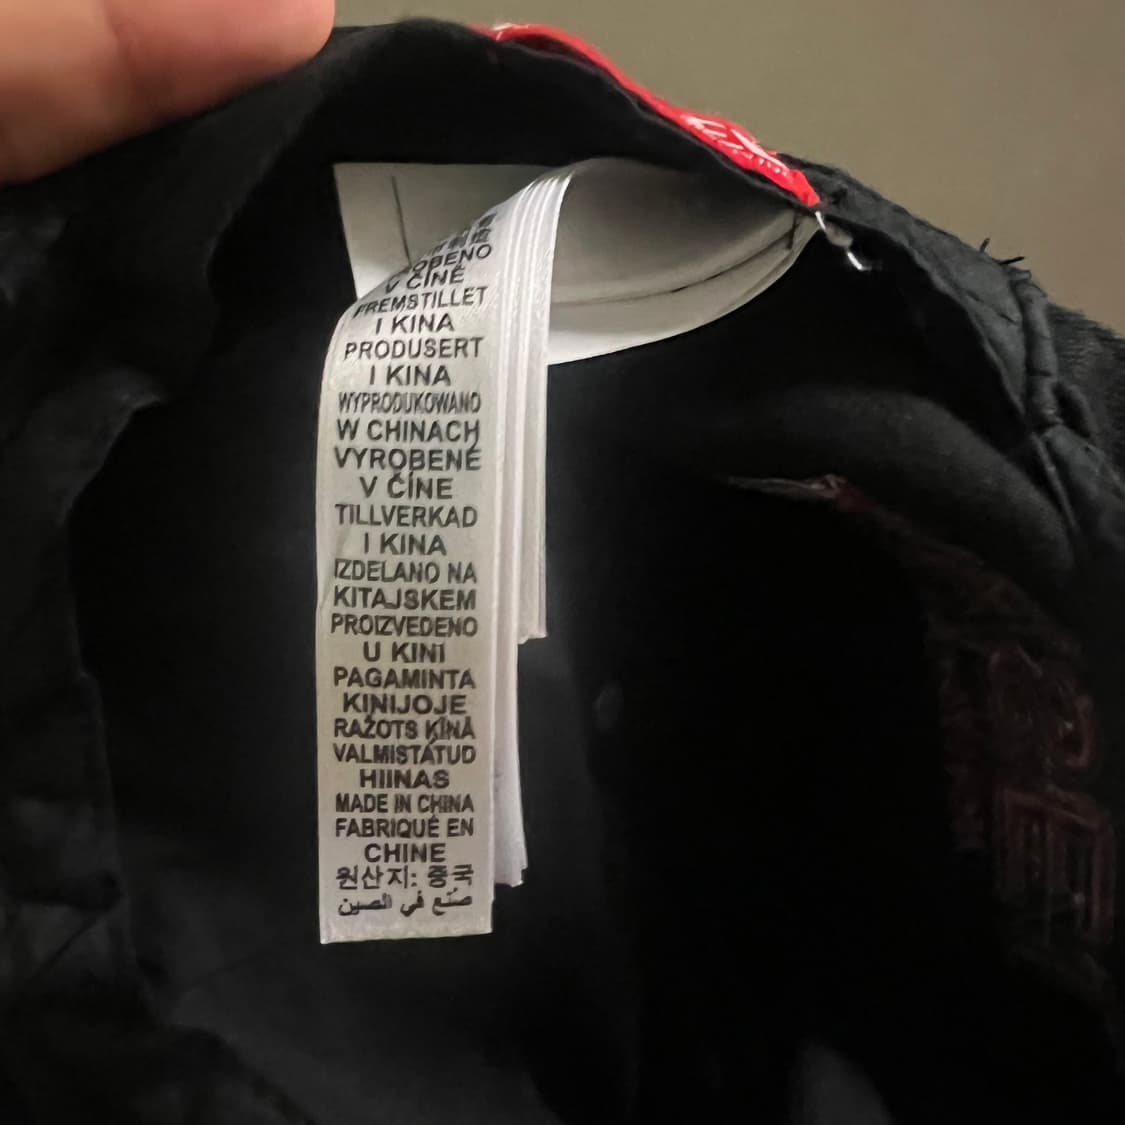 V ČÍNĚ
FREMSTILLET
I KINA
PRODUSERT
I KINA
WYPRODUKOWANO
W CHINACH
VYROBENÉ
V ČÍNE
TILLVERKAD
I KINA
IZDELANO NA
KITAJSKEM
PROIZVEDENO
U KINI
PAGAMINTA
KINIJOJE
RAŽOTS ĶĪNĀ
VALMISTATUD
HIINAS
MADE IN CHINA
FABRIQUÉ EN
CHINE
원산지: 중국
صنع في الصين